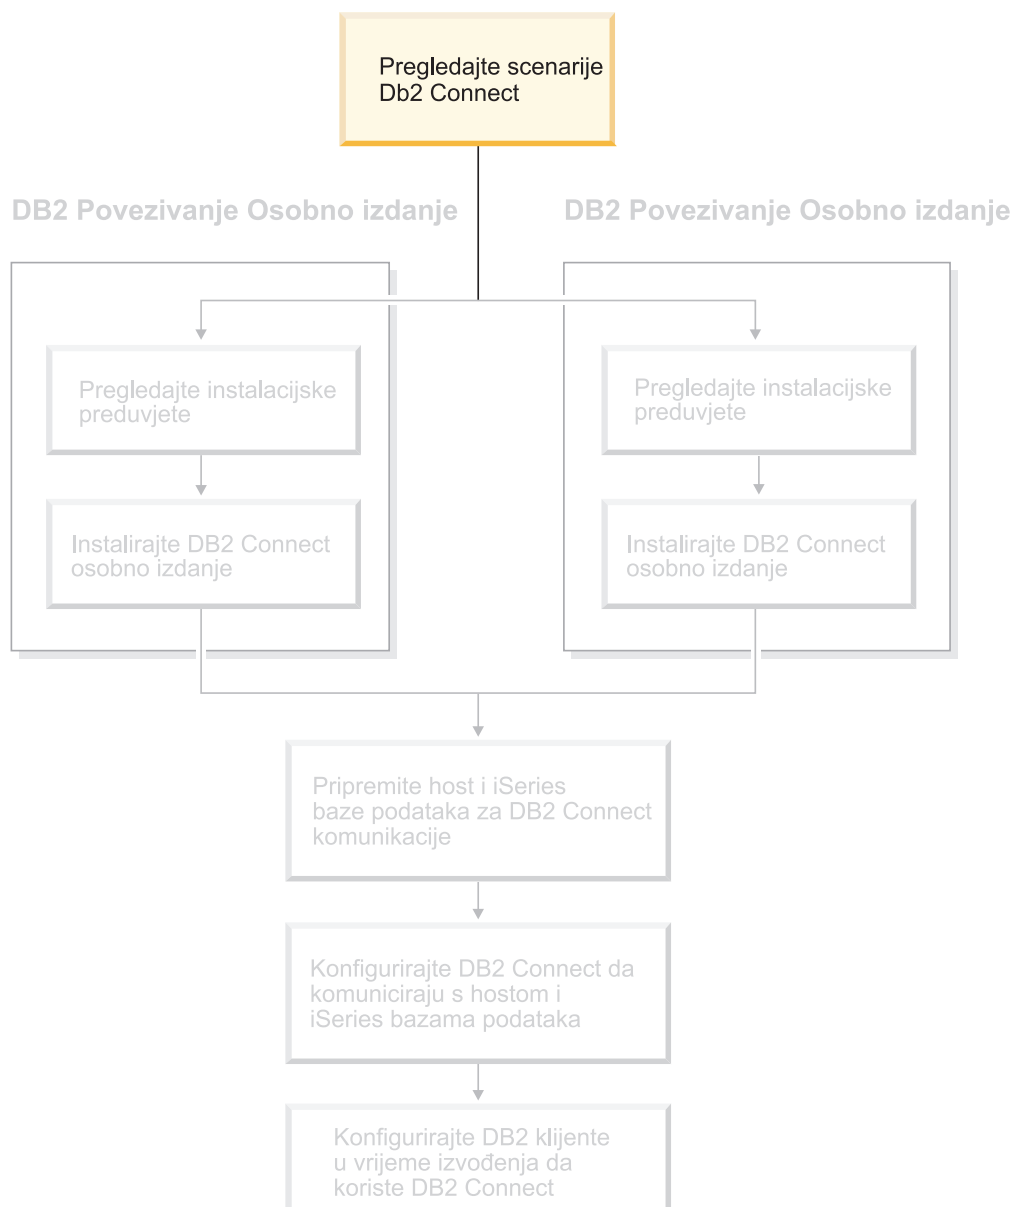 Pregledajte scenarije
Db2 Connect
DB2 Povezivanje Osobno izdanje
DB2 Povezivanje Osobno izdanje
Pregledajte instalacijske
preduvjete
Pregledajte instalacijske
preduvjete
Instalirajte DB2 Connect
osobno izdanje
Instalirajte DB2 Connect
osobno izdanje
Pripremite host i iSeries
baze podataka za DB2 Connect
komunikacije
Konfigurirajte DB2 Connect da
komuniciraju s hostom i
iSeries bazama podataka
Konfigurirajte DB2 klijente
u vrijeme izvođenja da
koriste DB2 Connect